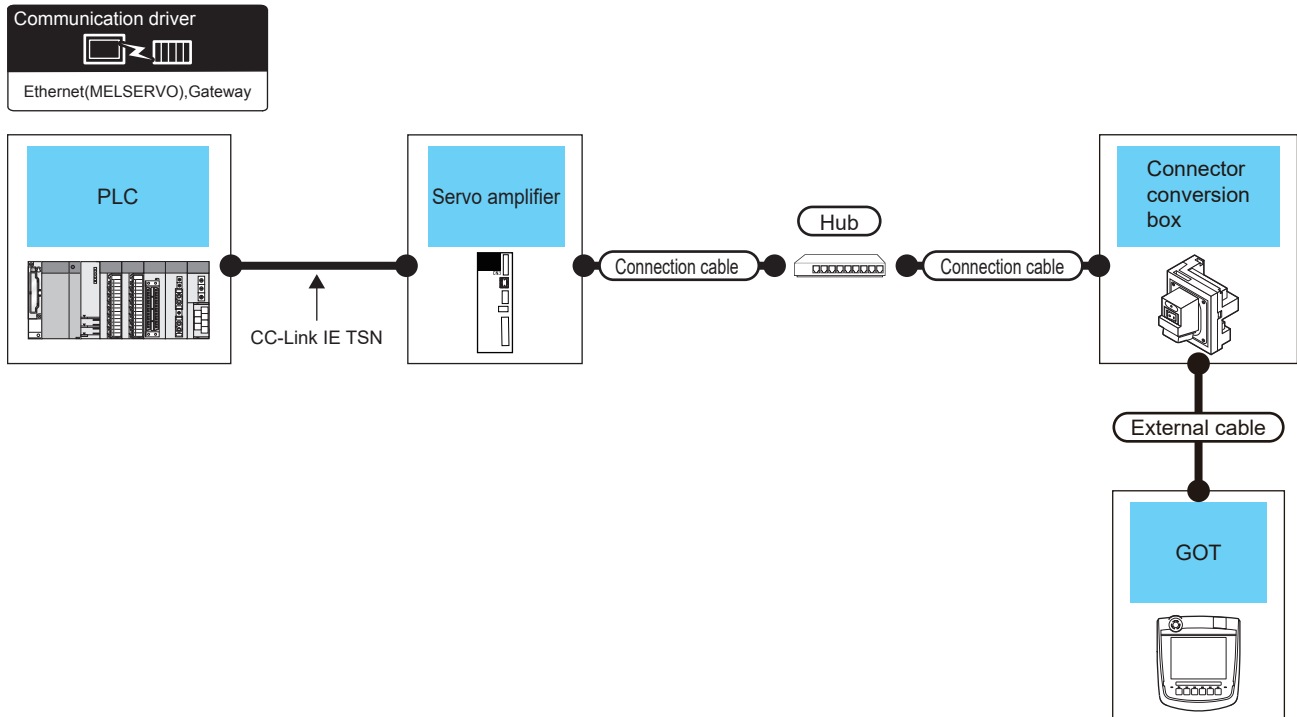 Communication driver
Ethernet(MELSERVO),Gateway
PLC
Servo amplifier
Hub
Connector
conversion
box
Connection cable
Connection cable
CC-Link IE TSN
External cable
GOT